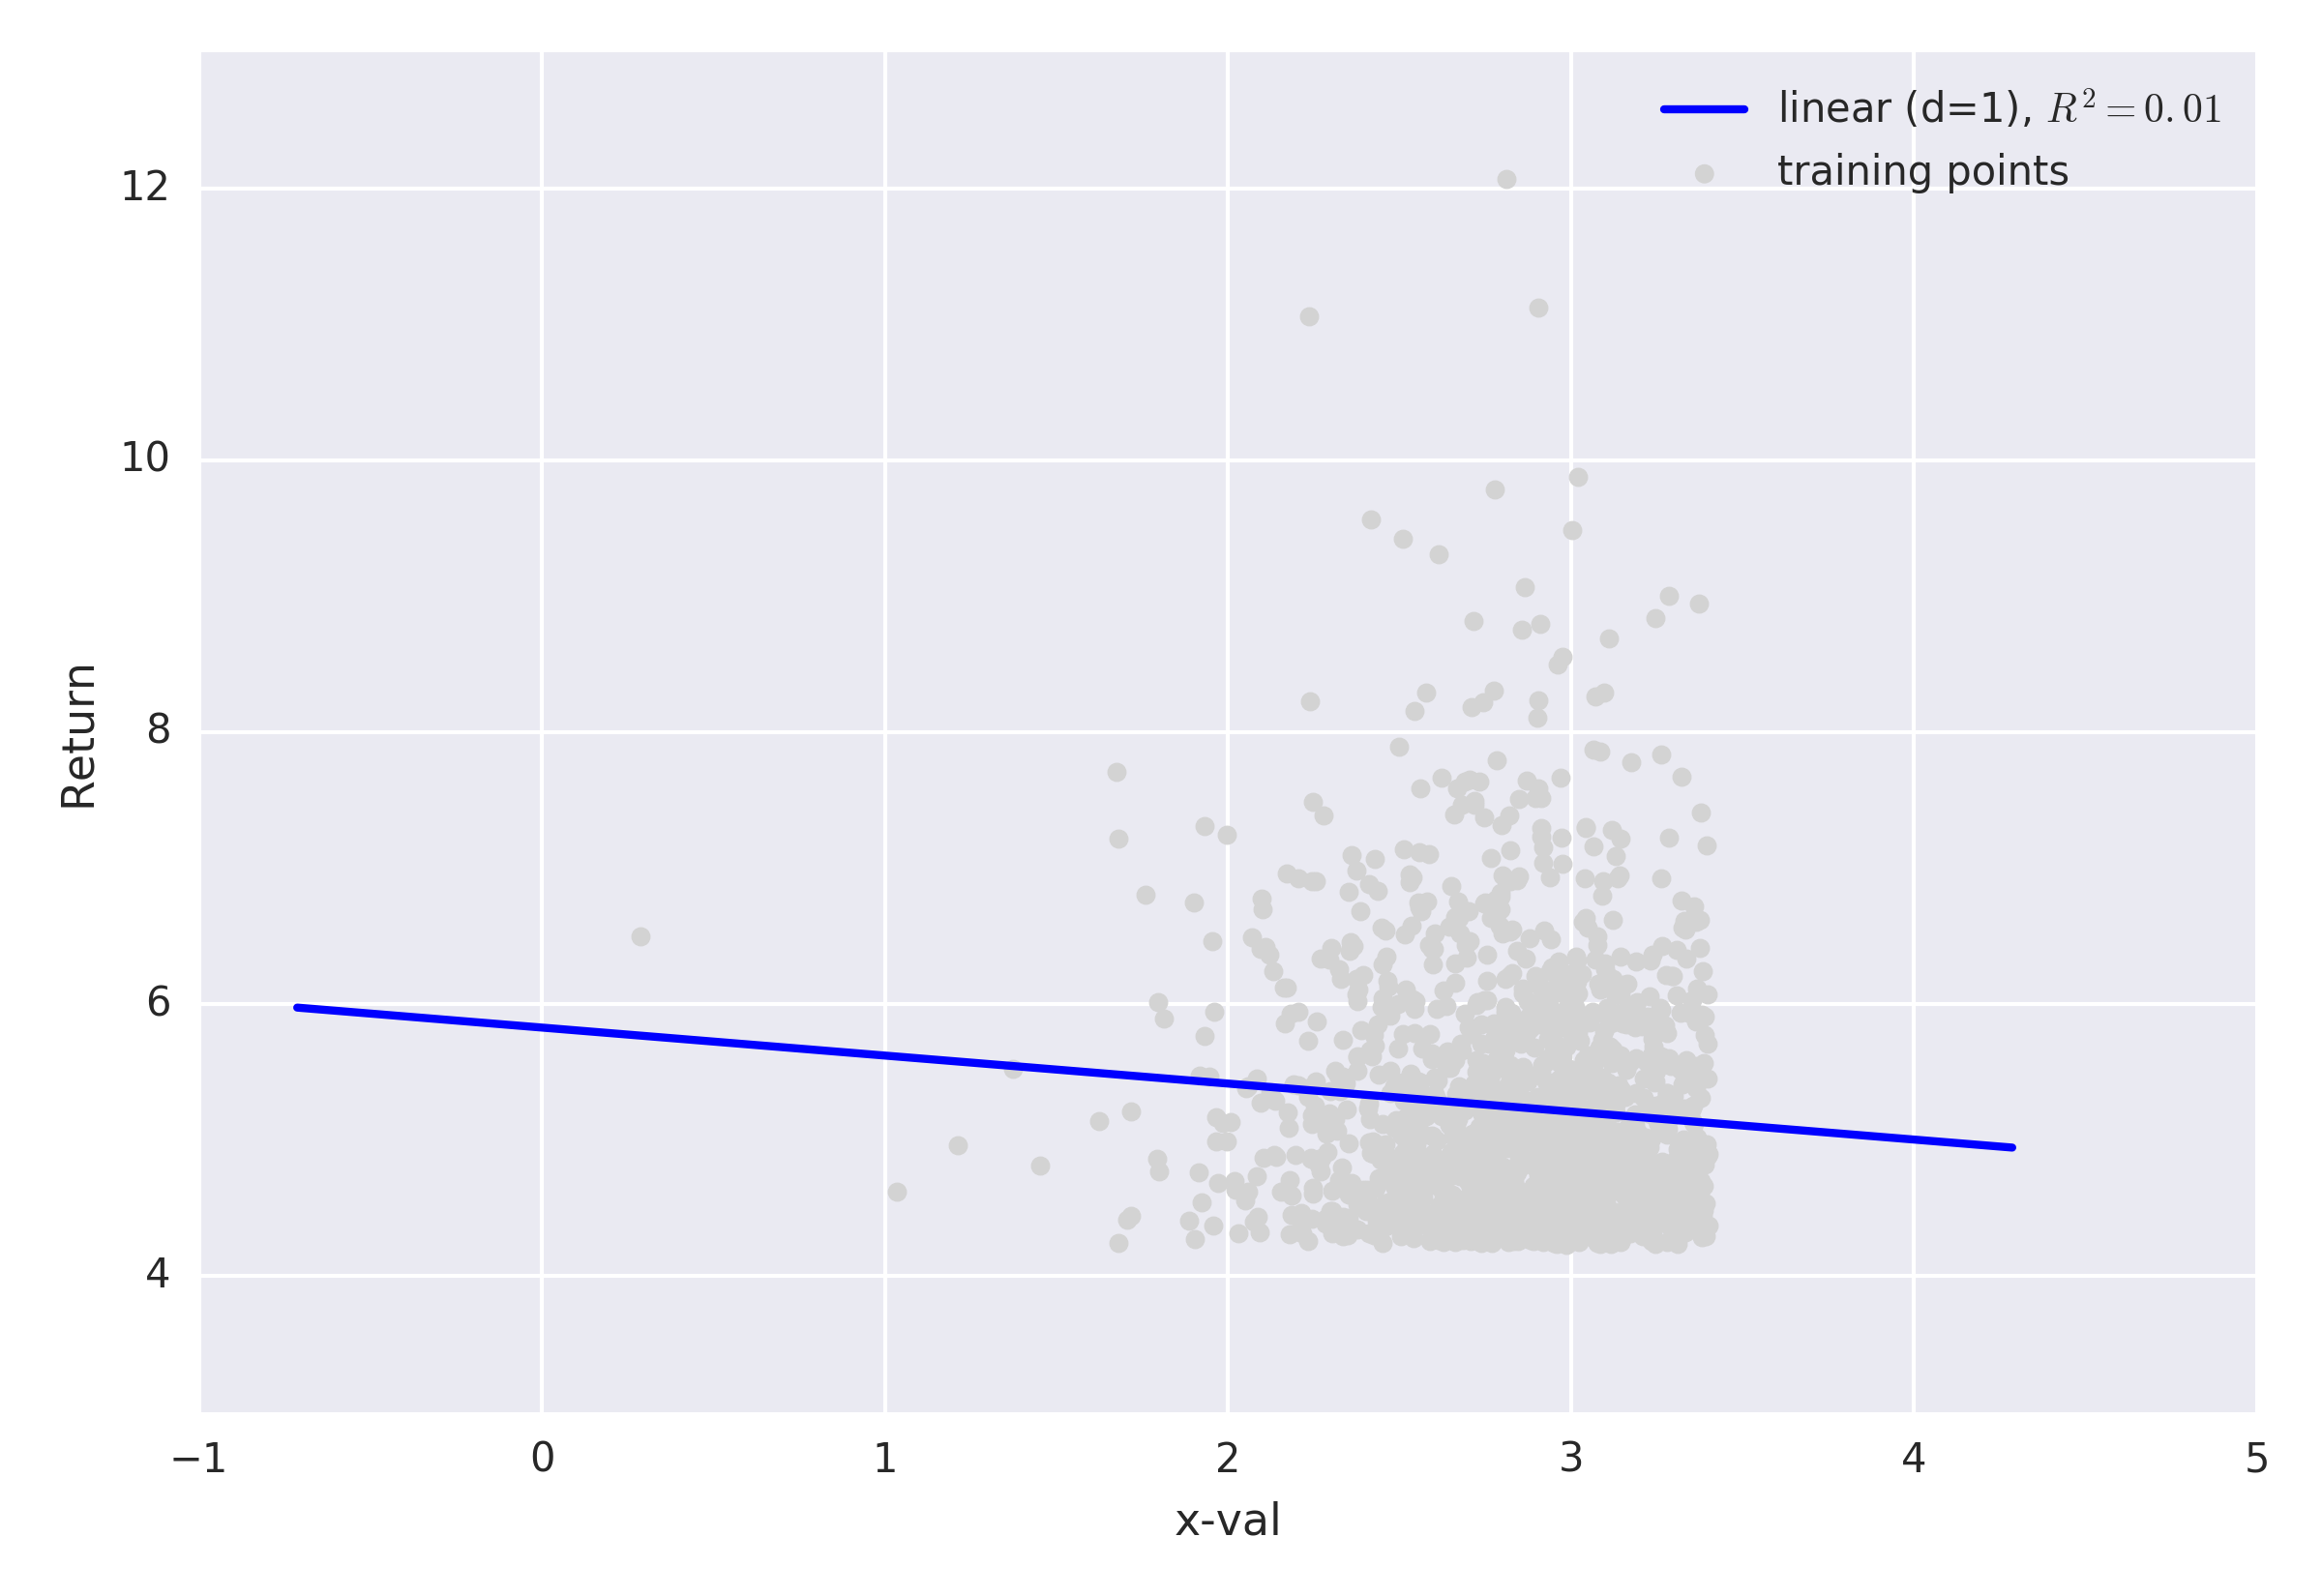 linear (d=1), R² = 0.01
training points
12
10
8
6
4
Return
−1 0 1 2 3 4 5
x-val